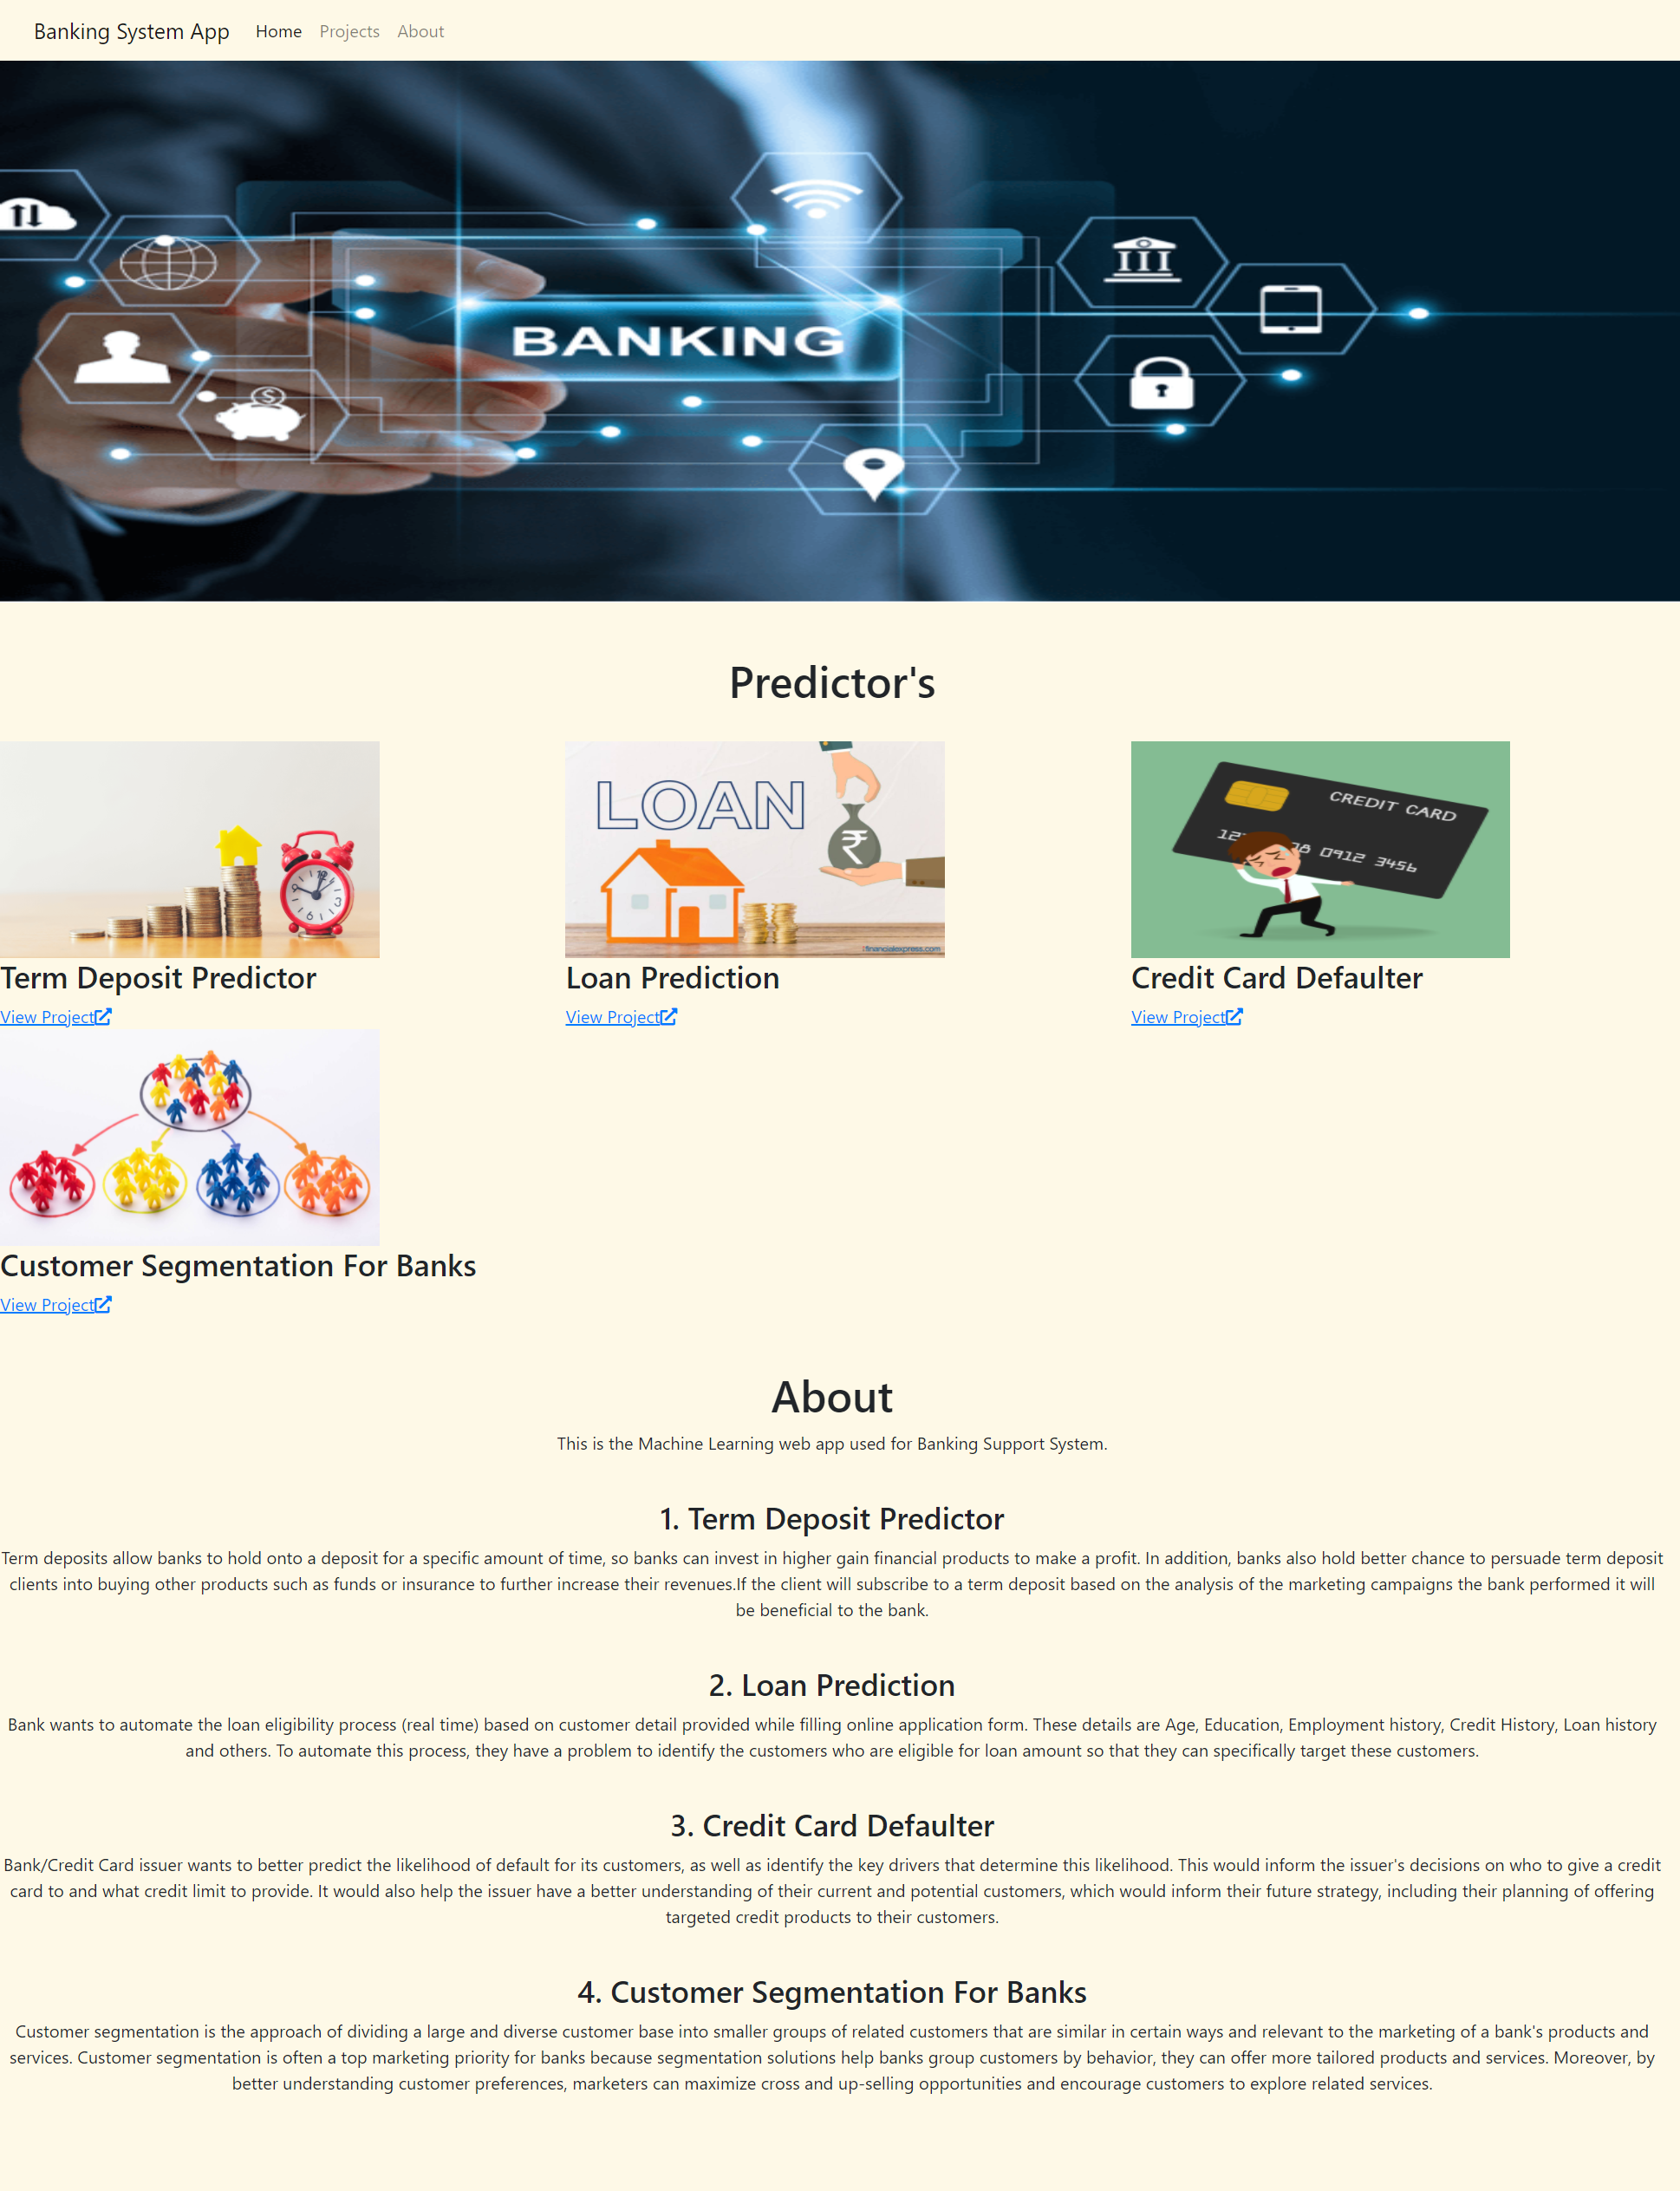 Banking System App Home Projects About
BANKING
Predictor's
LOAN
₹
financialexpress.com
CREDIT CARD
0912 3456
Term Deposit Predictor
View Project
Loan Prediction
View Project
Credit Card Defaulter
View Project
Customer Segmentation For Banks
View Project
About
This is the Machine Learning web app used for Banking Support System.
1. Term Deposit Predictor
Term deposits allow banks to hold onto a deposit for a specific amount of time, so banks can invest in higher gain financial products to make a profit. In addition, banks also hold better chance to persuade term deposit
clients into buying other products such as funds or insurance to further increase their revenues.If the client will subscribe to a term deposit based on the analysis of the marketing campaigns the bank performed it will
be beneficial to the bank.
2. Loan Prediction
Bank wants to automate the loan eligibility process (real time) based on customer detail provided while filling online application form. These details are Age, Education, Employment history, Credit History, Loan history
and others. To automate this process, they have a problem to identify the customers who are eligible for loan amount so that they can specifically target these customers.
3. Credit Card Defaulter
Bank/Credit Card issuer wants to better predict the likelihood of default for its customers, as well as identify the key drivers that determine this likelihood. This would inform the issuer's decisions on who to give a credit
card to and what credit limit to provide. It would also help the issuer have a better understanding of their current and potential customers, which would inform their future strategy, including their planning of offering
targeted credit products to their customers.
4. Customer Segmentation For Banks
Customer segmentation is the approach of dividing a large and diverse customer base into smaller groups of related customers that are similar in certain ways and relevant to the marketing of a bank's products and
services. Customer segmentation is often a top marketing priority for banks because segmentation solutions help banks group customers by behavior, they can offer more tailored products and services. Moreover, by
better understanding customer preferences, marketers can maximize cross and up-selling opportunities and encourage customers to explore related services.